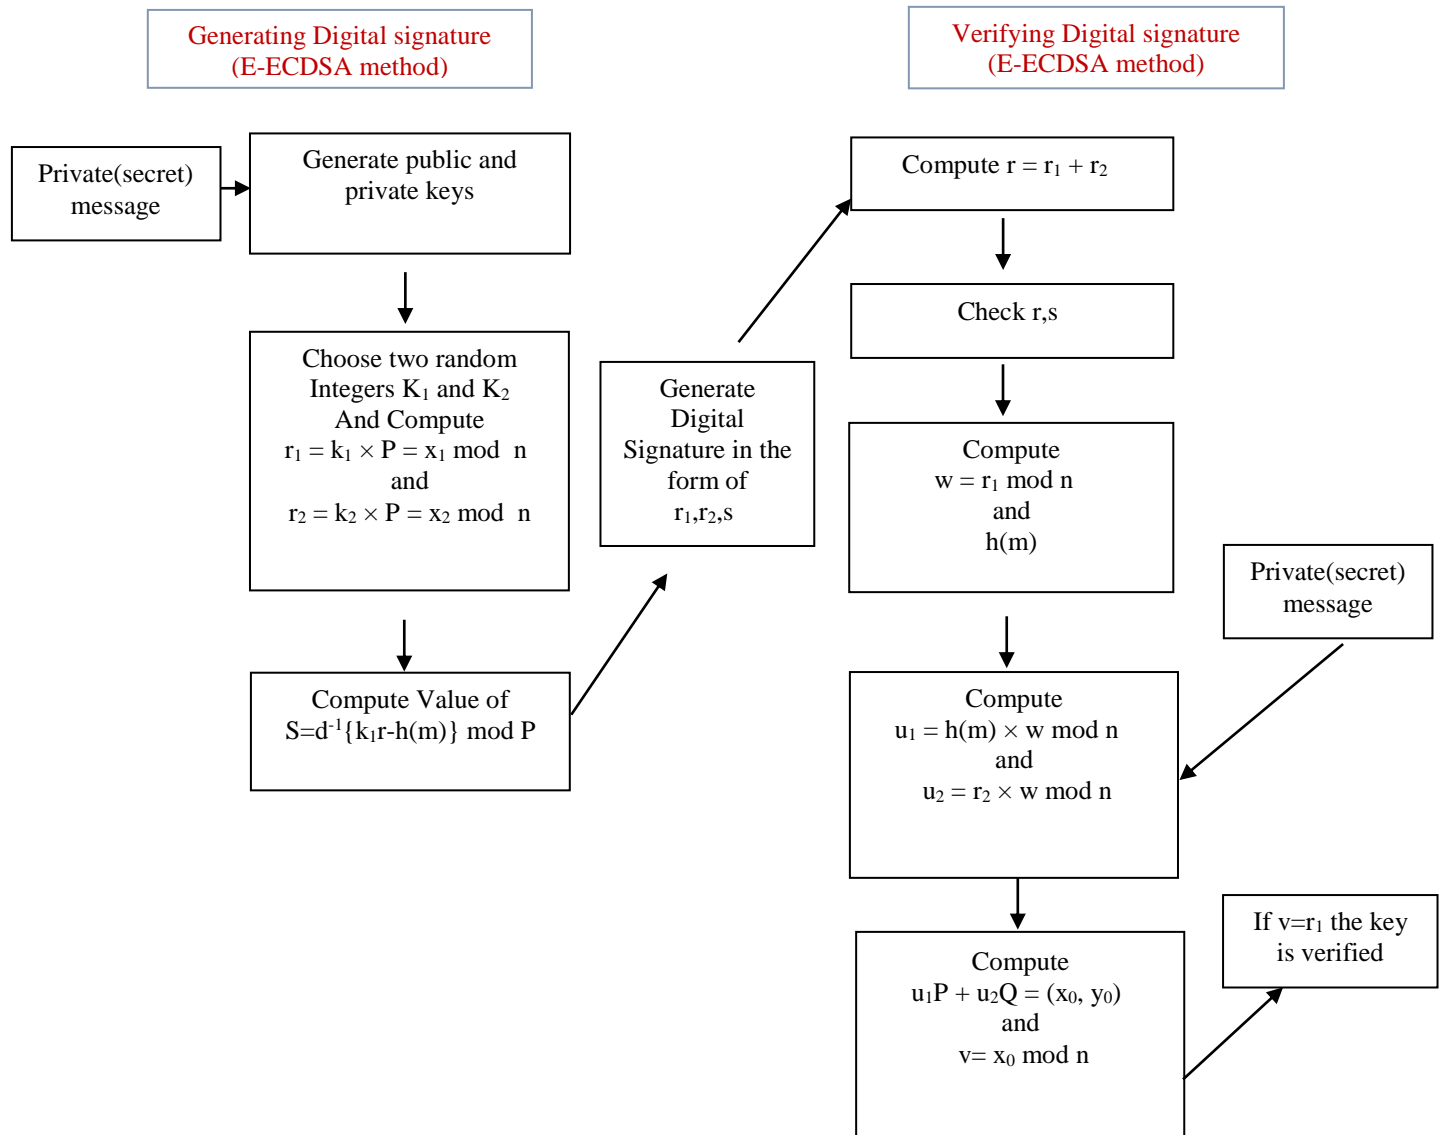 Generating Digital signature
(E-ECDSA method)
Private(secret)
message
Generate public and
private keys
Choose two random
Integers K₁ and K₂
And Compute
r₁ = k₁ × P = x₁ mod n
and
r₂ = k₂ × P = x₂ mod n
Compute Value of
S=d⁻¹{k₁r-h(m)} mod P
Generate
Digital
Signature in the
form of
r₁,r₂,s
Verifying Digital signature
(E-ECDSA method)
Compute r = r₁ + r₂
Check r,s
Compute
w = r₁ mod n
and
h(m)
Private(secret)
message
Compute
u₁ = h(m) × w mod n
and
u₂ = r₂ × w mod n
Compute
u₁P + u₂Q = (x₀, y₀)
and
v= x₀ mod n
If v=r₁ the key
is verified